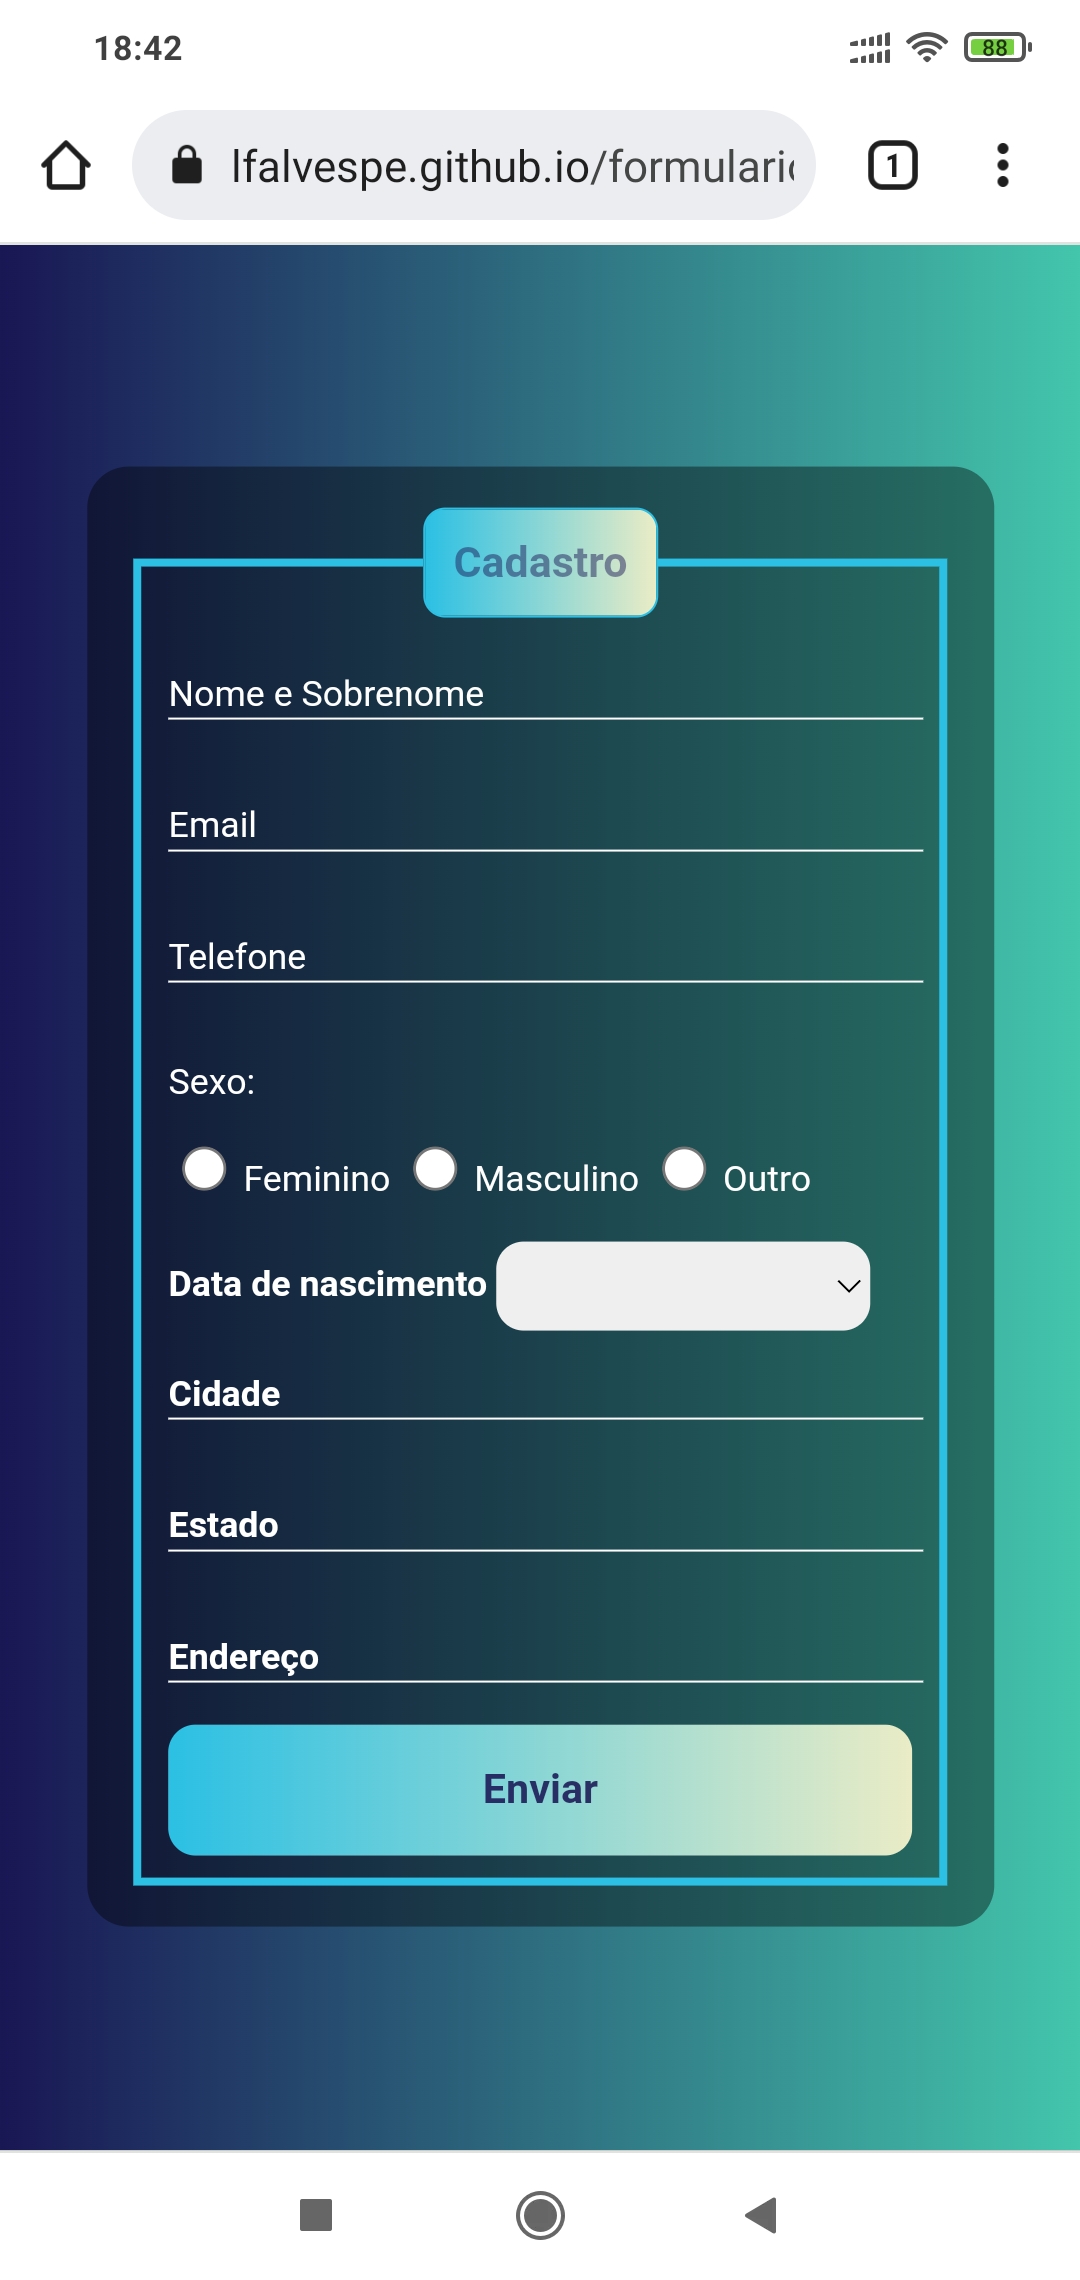 18:42
88
lfalvespe.github.io/formulari
1
Cadastro
Nome e Sobrenome
Email
Telefone
Sexo:
Feminino Masculino Outro
Data de nascimento
Cidade
Estado
Endereço
Enviar